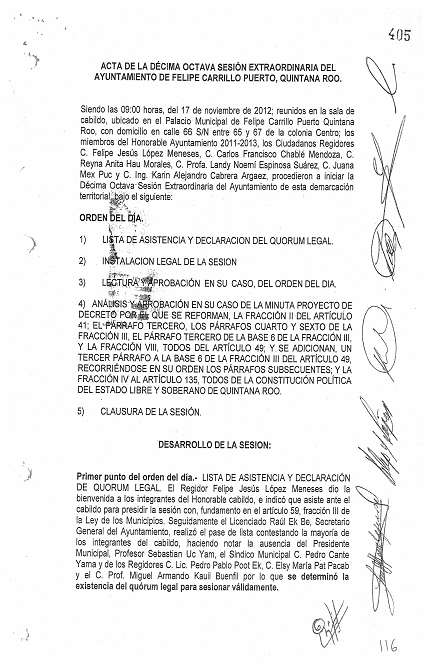 405
ACTA DE LA DÉCIMA OCTAVA SESIÓN EXTRAORDINARIA DEL
AYUNTAMIENTO DE FELIPE CARRILLO PUERTO, QUINTANA ROO.
Siendo las 09:00 horas, del 17 de noviembre de 2012; reunidos en la sala de
cabildo, ubicado en el Palacio Municipal de Felipe Carrillo Puerto Quintana
Roo, con domicilio en calle 66 S/N entre 65 y 67 de la colonia Centro; los
miembros del Honorable Ayuntamiento 2011-2013, los Ciudadanos Regidores
C. Felipe Jesús López Meneses, C. Carlos Francisco Chablé Mendoza, C.
Reyna Anita Hau Morales, C. Profa. Landy Noemí Espinosa Suárez, C. Juana
Mex Puc y C. Ing. Karin Alejandro Cabrera Argaez, procedieron a iniciar la
Décima Octava Sesión Extraordinaria del Ayuntamiento de esta demarcación
territorial, bajo el siguiente:
ORDEN DEL DÍA.
1) LISTA DE ASISTENCIA Y DECLARACION DEL QUORUM LEGAL.
2) INSTALACION LEGAL DE LA SESION
3) LECTURA Y APROBACIÓN EN SU CASO, DEL ORDEN DEL DIA.
4) ANÁLISIS Y APROBACIÓN EN SU CASO DE LA MINUTA PROYECTO DE
DECRETO POR EL QUE SE REFORMAN, LA FRACCIÓN II DEL ARTÍCULO
41; EL PÁRRAFO TERCERO, LOS PÁRRAFOS CUARTO Y SEXTO DE LA
FRACCIÓN III, EL PÁRRAFO TERCERO DE LA BASE 6 DE LA FRACCIÓN III,
Y LA FRACCIÓN VIII, TODOS DEL ARTÍCULO 49; Y SE ADICIONAN, UN
TERCER PÁRRAFO A LA BASE 6 DE LA FRACCIÓN III DEL ARTÍCULO 49,
RECORRIÉNDOSE EN SU ORDEN LOS PÁRRAFOS SUBSECUENTES; Y LA
FRACCIÓN IV AL ARTÍCULO 135, TODOS DE LA CONSTITUCIÓN POLÍTICA
DEL ESTADO LIBRE Y SOBERANO DE QUINTANA ROO.
5) CLAUSURA DE LA SESIÓN.
DESARROLLO DE LA SESION:
Primer punto del orden del día.- LISTA DE ASISTENCIA Y DECLARACIÓN
DE QUORUM LEGAL. El Regidor Felipe Jesús López Meneses dio la
bienvenida a los integrantes del Honorable cabildo, e indicó que asiste ante el
cabildo para presidir la sesión con, fundamento en el artículo 59, fracción III de
la Ley de los Municipios. Seguidamente el Licenciado Raúl Ek Be, Secretario
General del Ayuntamiento, realizó el pase de lista contestando la mayoría de
los integrantes del cabildo, haciendo notar la ausencia del Presidente
Municipal, Profesor Sebastian Uc Yam, el Síndico Municipal C. Pedro Cante
Yama y de los Regidores C. Lic. Pedro Pablo Poot Ek, C. Elsy María Pat Pacab
y el C. Prof. Miguel Armando Kauil Buenfil por lo que se determinó la
existencia del quórum legal para sesionar válidamente.
116